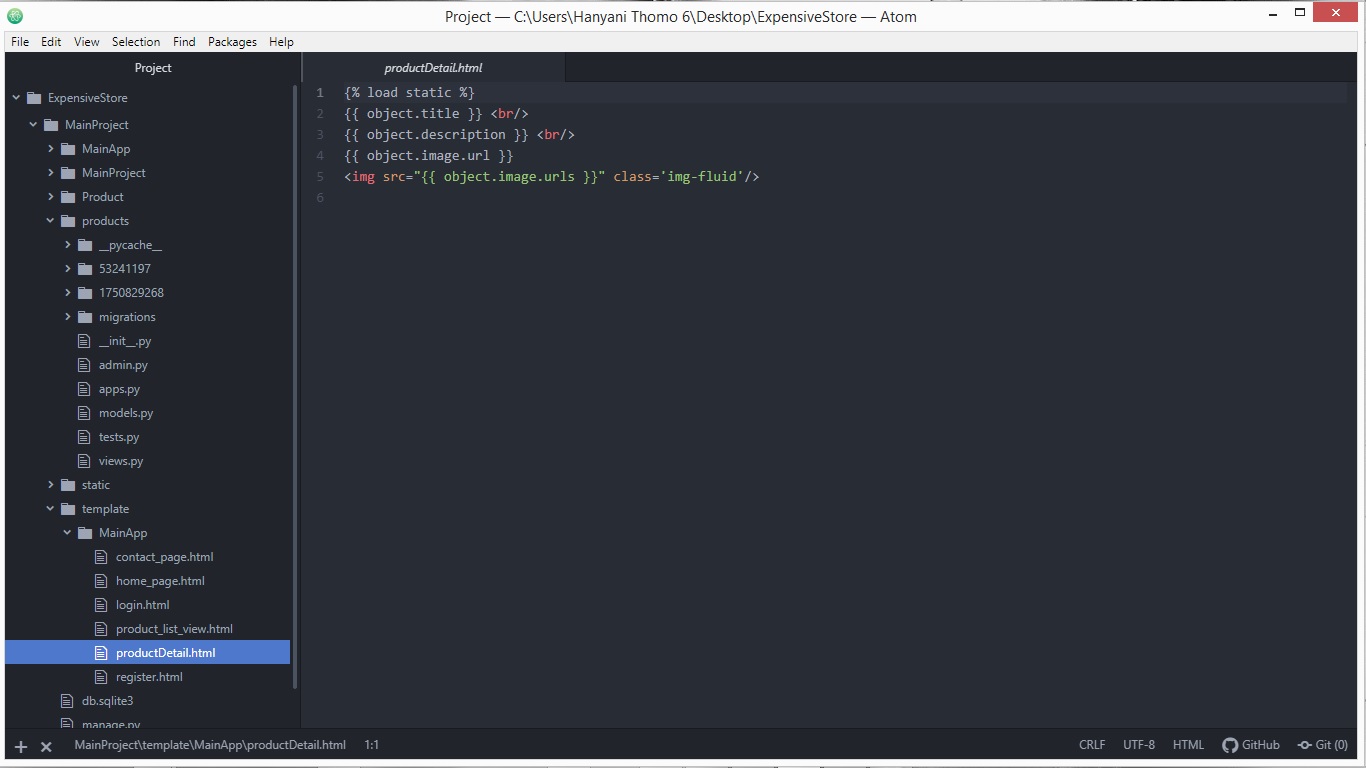 Project — C:\Users\Hanyani Thomo 6\Desktop\ExpensiveStore — Atom
File Edit View Selection Find Packages Help
Project
ExpensiveStore
MainProject
MainApp
MainProject
Product
products
__pycache__
53241197
1750829268
migrations
__init__.py
admin.py
apps.py
models.py
tests.py
views.py
static
template
MainApp
contact_page.html
home_page.html
login.html
product_list_view.html
productDetail.html
register.html
db.sqlite3
manage.py
productDetail.html
1 {% load static %}
2 {{ object.title }} <br/>
3 {{ object.description }} <br/>
4 {{ object.image.url }}
5 <img src="{{ object.image.urls }}" class='img-fluid'/>
6
MainProject\template\MainApp\productDetail.html 1:1 CRLF UTF-8 HTML GitHub Git (0)